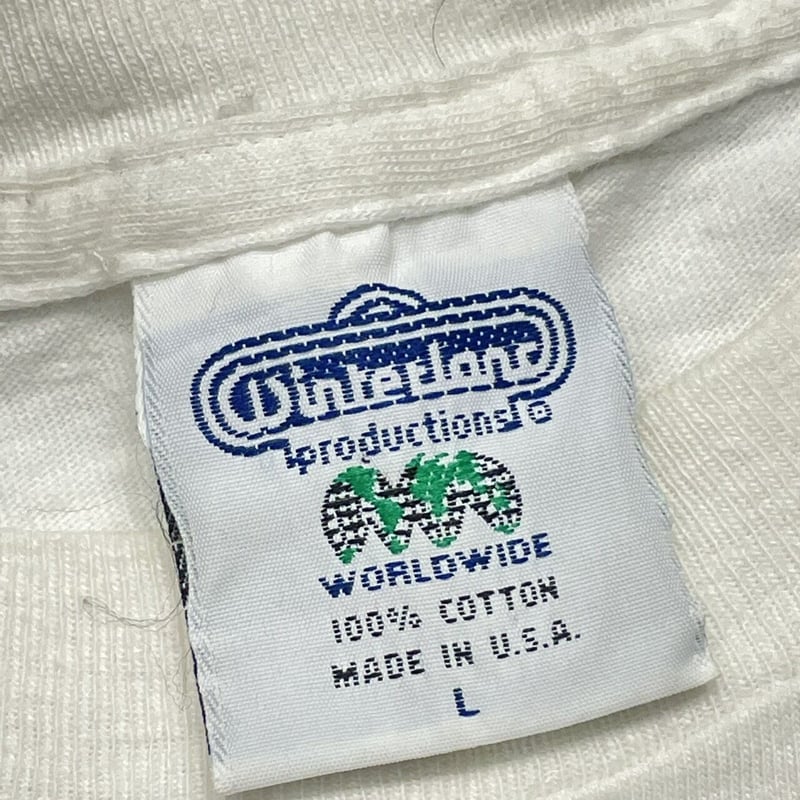 Winterland
productions ®
WORLDWIDE
100% COTTON
MADE IN U.S.A.
L